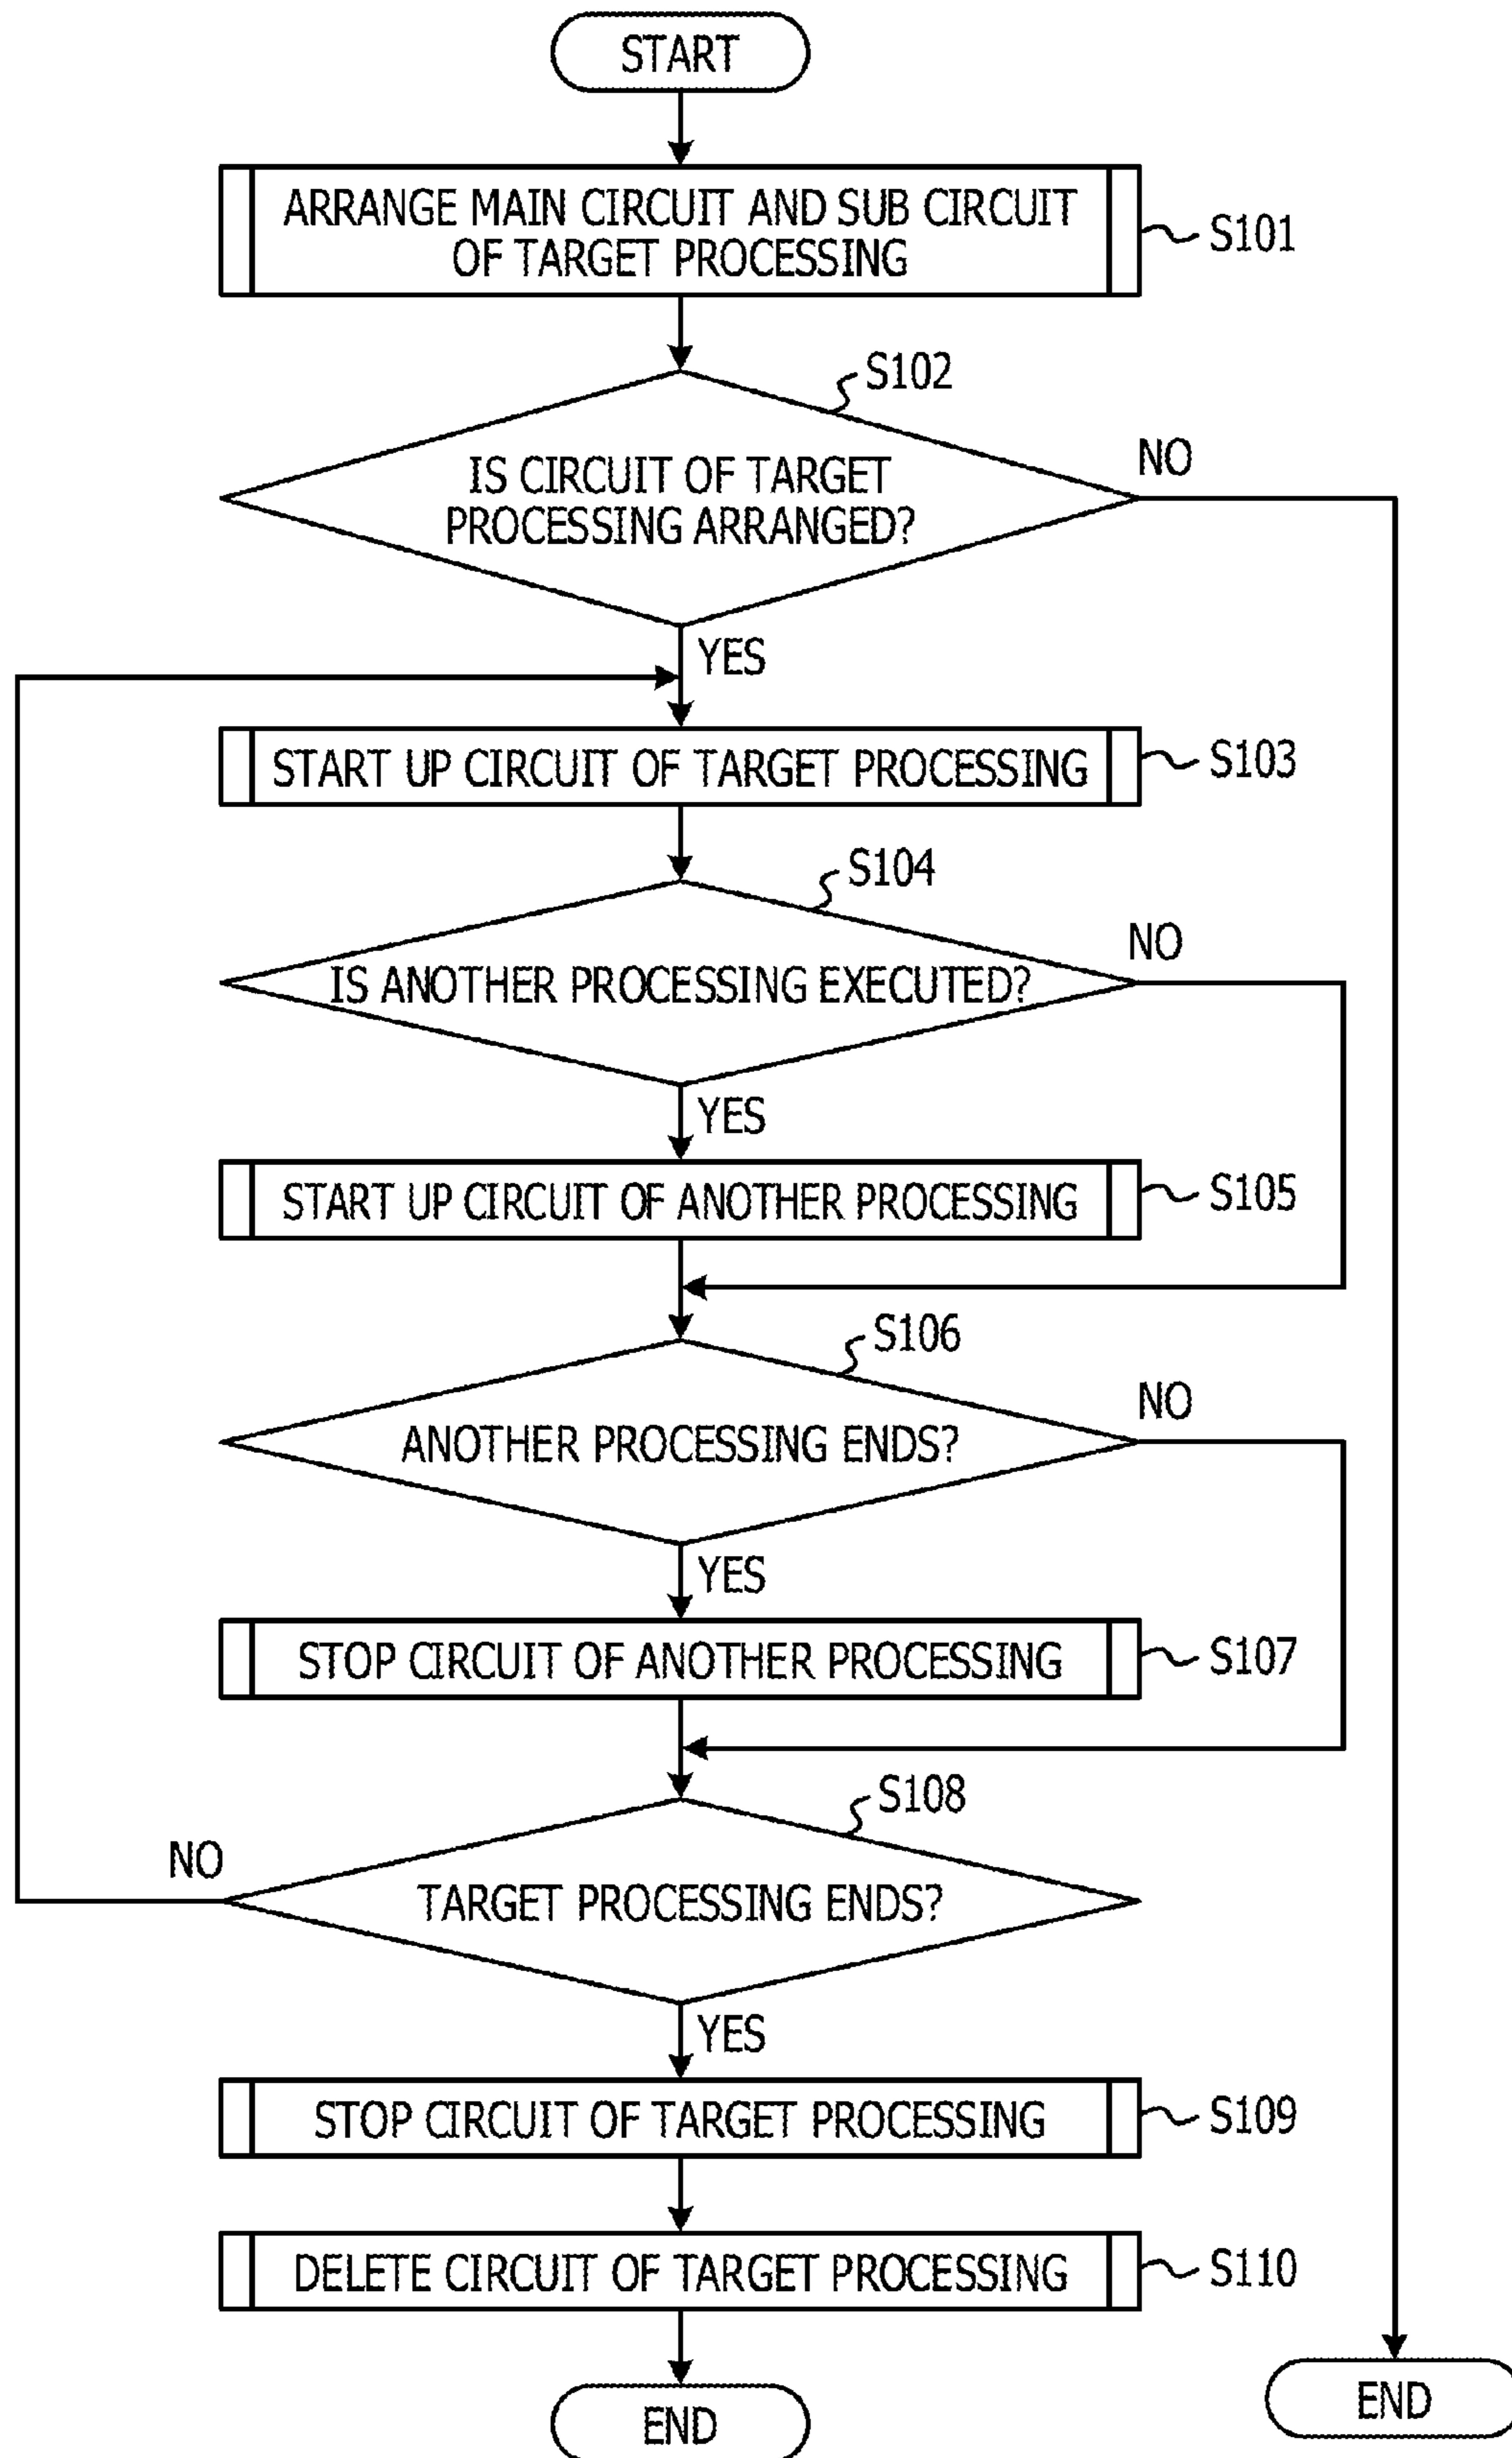 START
ARRANGE MAIN CIRCUIT AND SUB CIRCUIT
OF TARGET PROCESSING
S101
S102
IS CIRCUIT OF TARGET
PROCESSING ARRANGED?
NO
YES
START UP CIRCUIT OF TARGET PROCESSING
S103
S104
IS ANOTHER PROCESSING EXECUTED?
NO
YES
START UP CIRCUIT OF ANOTHER PROCESSING
S105
S106
ANOTHER PROCESSING ENDS?
NO
YES
STOP CIRCUIT OF ANOTHER PROCESSING
S107
S108
NO
TARGET PROCESSING ENDS?
YES
STOP CIRCUIT OF TARGET PROCESSING
S109
DELETE CIRCUIT OF TARGET PROCESSING
S110
END
END